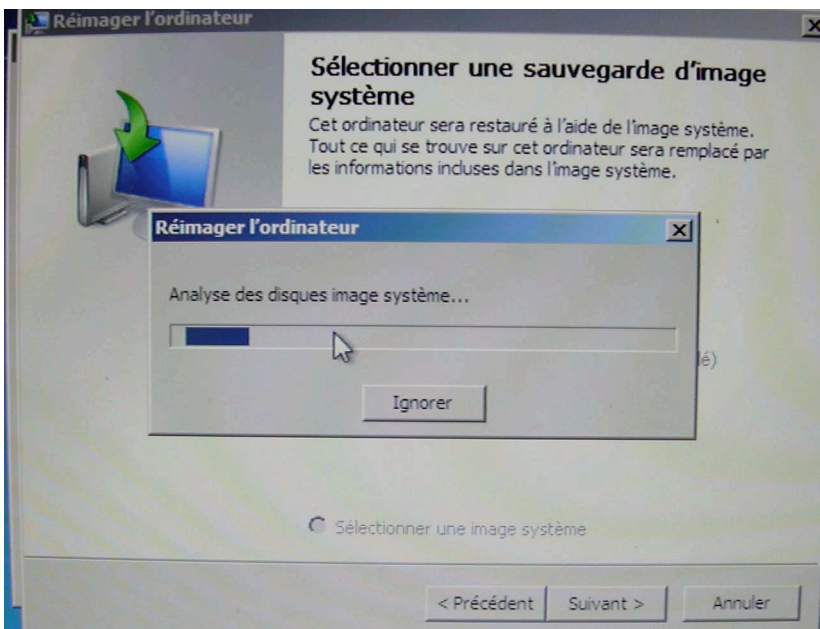 Réimager l'ordinateur
Sélectionner une sauvegarde d'image
système
Cet ordinateur sera restauré à l'aide de l'image système.
Tout ce qui se trouve sur cet ordinateur sera remplacé par
les informations incluses dans l'image système.
Réimager l'ordinateur
Analyse des disques image système...
lé)
Ignorer
Sélectionner une image système
< Précédent
Suivant >
Annuler